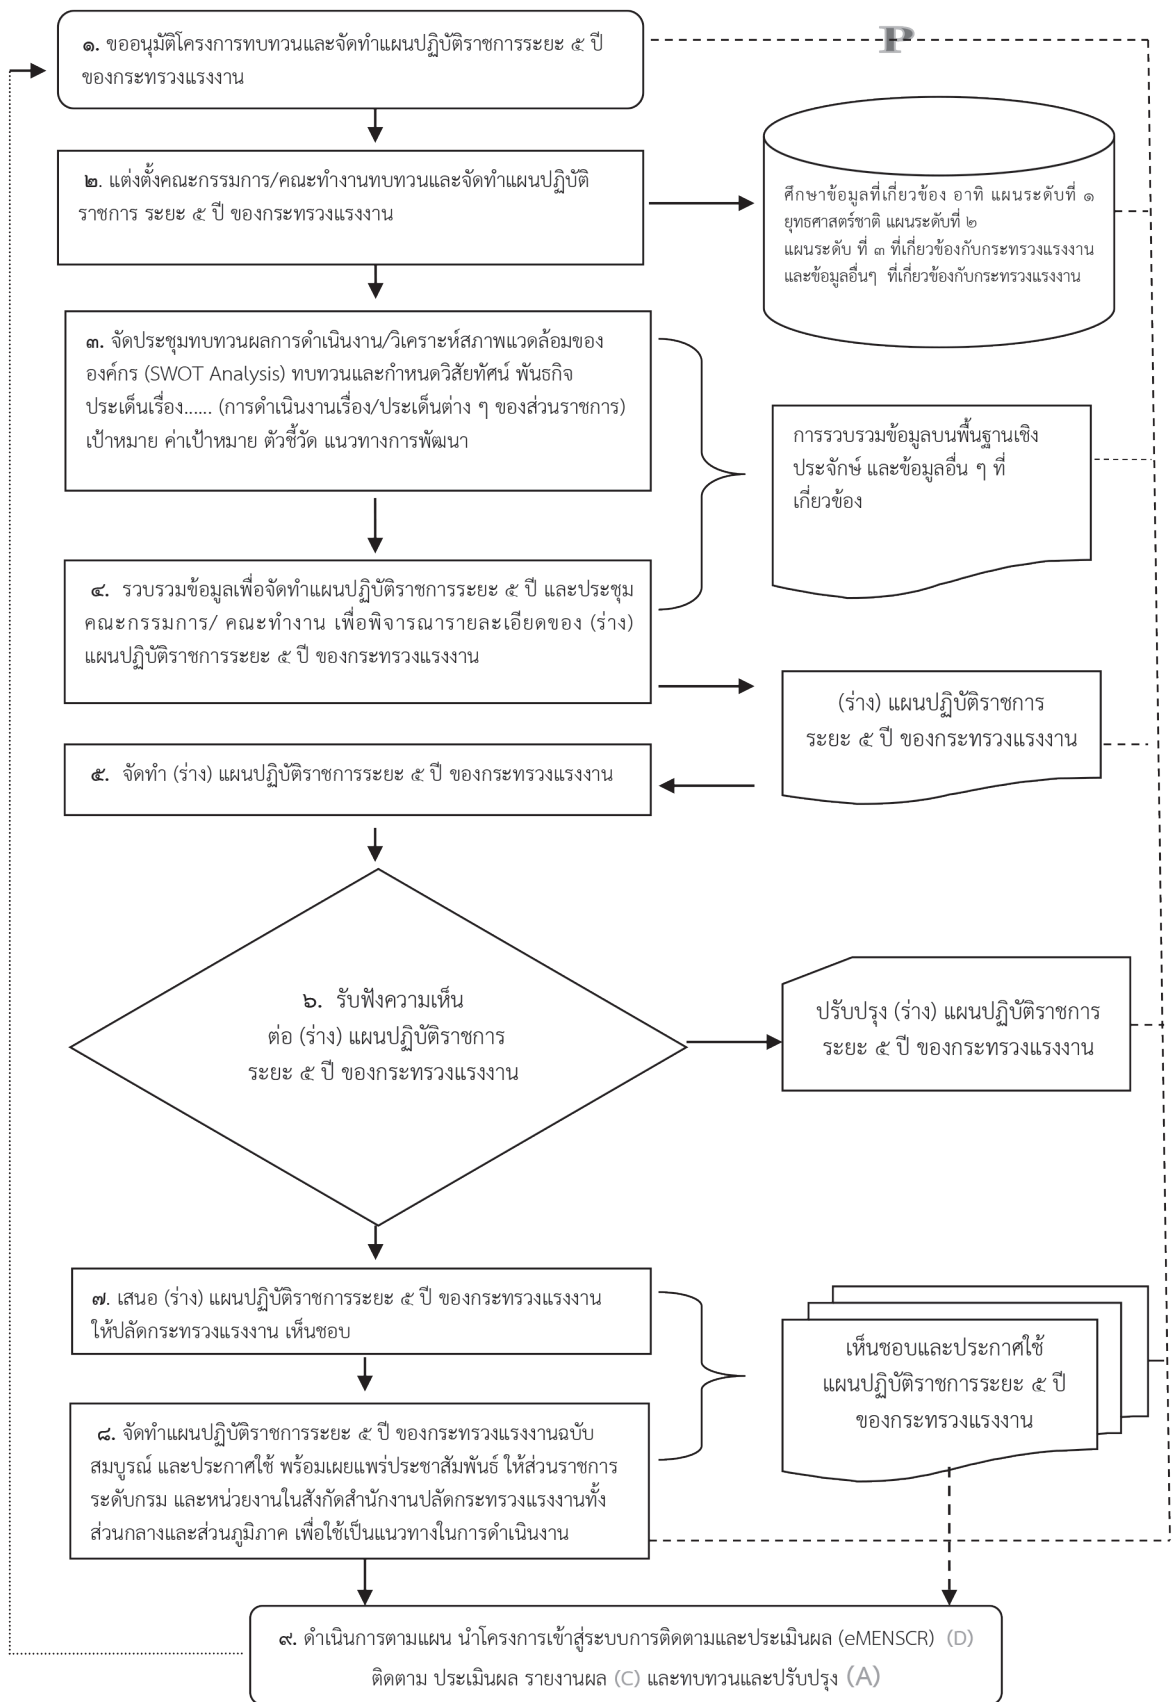 ๑. ขออนุมัติโครงการทบทวนและจัดทำแผนปฏิบัติราชการระยะ ๕ ปี
ของกระทรวงแรงงาน
P
๒. แต่งตั้งคณะกรรมการ/คณะทำงานทบทวนและจัดทำแผนปฏิบัติ
ราชการ ระยะ ๕ ปี ของกระทรวงแรงงาน
ศึกษาข้อมูลที่เกี่ยวข้อง อาทิ แผนระดับที่ ๑
ยุทธศาสตร์ชาติ แผนระดับที่ ๒
แผนระดับ ที่ ๓ ที่เกี่ยวข้องกับกระทรวงแรงงาน
และข้อมูลอื่นๆ ที่เกี่ยวข้องกับกระทรวงแรงงาน
๓. จัดประชุมทบทวนผลการดำเนินงาน/วิเคราะห์สภาพแวดล้อมของ
องค์กร (SWOT Analysis) ทบทวนและกำหนดวิสัยทัศน์ พันธกิจ
ประเด็นเรื่อง...... (การดำเนินงานเรื่อง/ประเด็นต่าง ๆ ของส่วนราชการ)
เป้าหมาย ค่าเป้าหมาย ตัวชี้วัด แนวทางการพัฒนา
การรวบรวมข้อมูลบนพื้นฐานเชิง
ประจักษ์ และข้อมูลอื่น ๆ ที่
เกี่ยวข้อง
๔. รวบรวมข้อมูลเพื่อจัดทำแผนปฏิบัติราชการระยะ ๕ ปี และประชุม
คณะกรรมการ/ คณะทำงาน เพื่อพิจารณารายละเอียดของ (ร่าง)
แผนปฏิบัติราชการระยะ ๕ ปี ของกระทรวงแรงงาน
(ร่าง) แผนปฏิบัติราชการ
ระยะ ๕ ปี ของกระทรวงแรงงาน
๕. จัดทำ (ร่าง) แผนปฏิบัติราชการระยะ ๕ ปี ของกระทรวงแรงงาน
๖. รับฟังความเห็น
ต่อ (ร่าง) แผนปฏิบัติราชการ
ระยะ ๕ ปี ของกระทรวงแรงงาน
ปรับปรุง (ร่าง) แผนปฏิบัติราชการ
ระยะ ๕ ปี ของกระทรวงแรงงาน
๗. เสนอ (ร่าง) แผนปฏิบัติราชการระยะ ๕ ปี ของกระทรวงแรงงาน
ให้ปลัดกระทรวงแรงงาน เห็นชอบ
เห็นชอบและประกาศใช้
แผนปฏิบัติราชการระยะ ๕ ปี
ของกระทรวงแรงงาน
๘. จัดทำแผนปฏิบัติราชการระยะ ๕ ปี ของกระทรวงแรงงานฉบับ
สมบูรณ์ และประกาศใช้ พร้อมเผยแพร่ประชาสัมพันธ์ ให้ส่วนราชการ
ระดับกรม และหน่วยงานในสังกัดสำนักงานปลัดกระทรวงแรงงานทั้ง
ส่วนกลางและส่วนภูมิภาค เพื่อใช้เป็นแนวทางในการดำเนินงาน
๙. ดำเนินการตามแผน นำโครงการเข้าสู่ระบบการติดตามและประเมินผล (eMENSCR) (D)
ติดตาม ประเมินผล รายงานผล (C) และทบทวนและปรับปรุง (A)